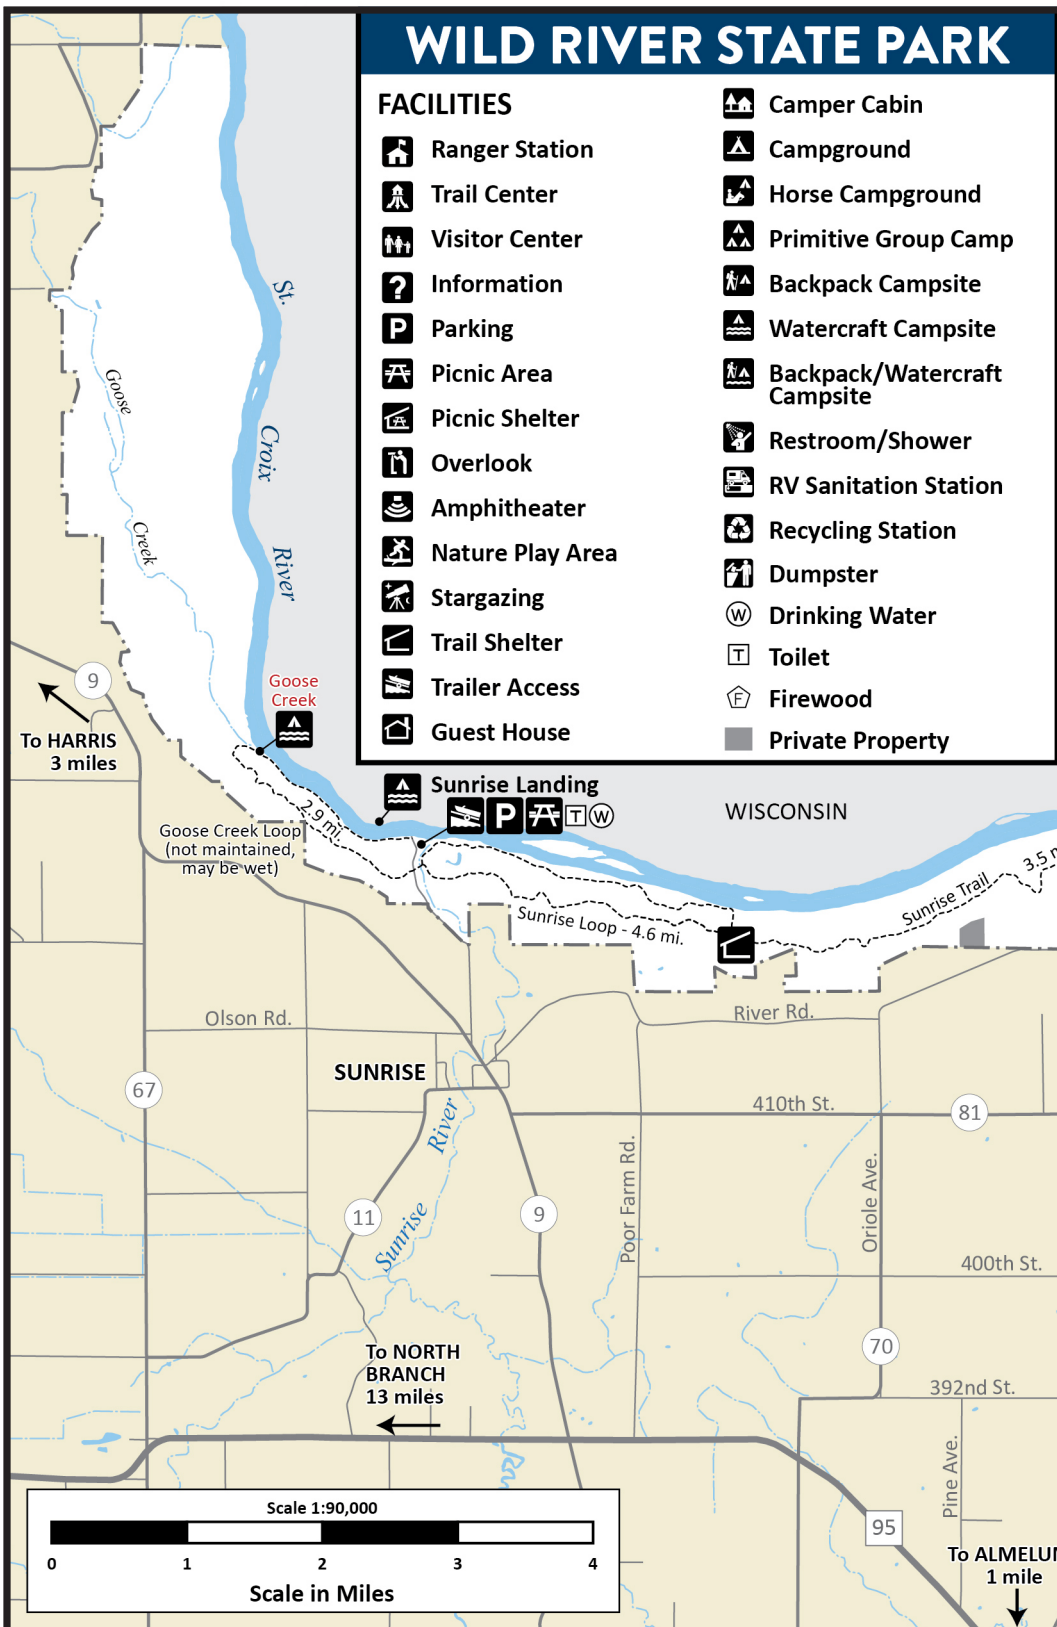 WILD RIVER STATE PARK
FACILITIES
Ranger Station
Trail Center
Visitor Center
?
Information
P
Parking
Picnic Area
Picnic Shelter
Overlook
Amphitheater
Nature Play Area
Stargazing
Trail Shelter
Trailer Access
Guest House
Camper Cabin
Campground
Horse Campground
Primitive Group Camp
Backpack Campsite
Watercraft Campsite
Backpack/Watercraft
Campsite
Restroom/Shower
RV Sanitation Station
Recycling Station
Dumpster
W
Drinking Water
T
Toilet
F
Firewood
Private Property
St.
Croix
River
Goose
Creek
9
To HARRIS
3 miles
Goose
Creek
Sunrise Landing
P
T
W
WISCONSIN
2.9 mi.
Goose Creek Loop
(not maintained,
may be wet)
Sunrise Loop - 4.6 mi.
Sunrise Trail
3.5 m
Olson Rd.
River Rd.
SUNRISE
67
410th St.
81
River
Sunrise
11
9
Poor Farm Rd.
Oriole Ave.
400th St.
70
To NORTH
BRANCH
13 miles
392nd St.
Pine Ave.
95
To ALMELUN
1 mile
Scale 1:90,000
0 1 2 3 4
Scale in Miles